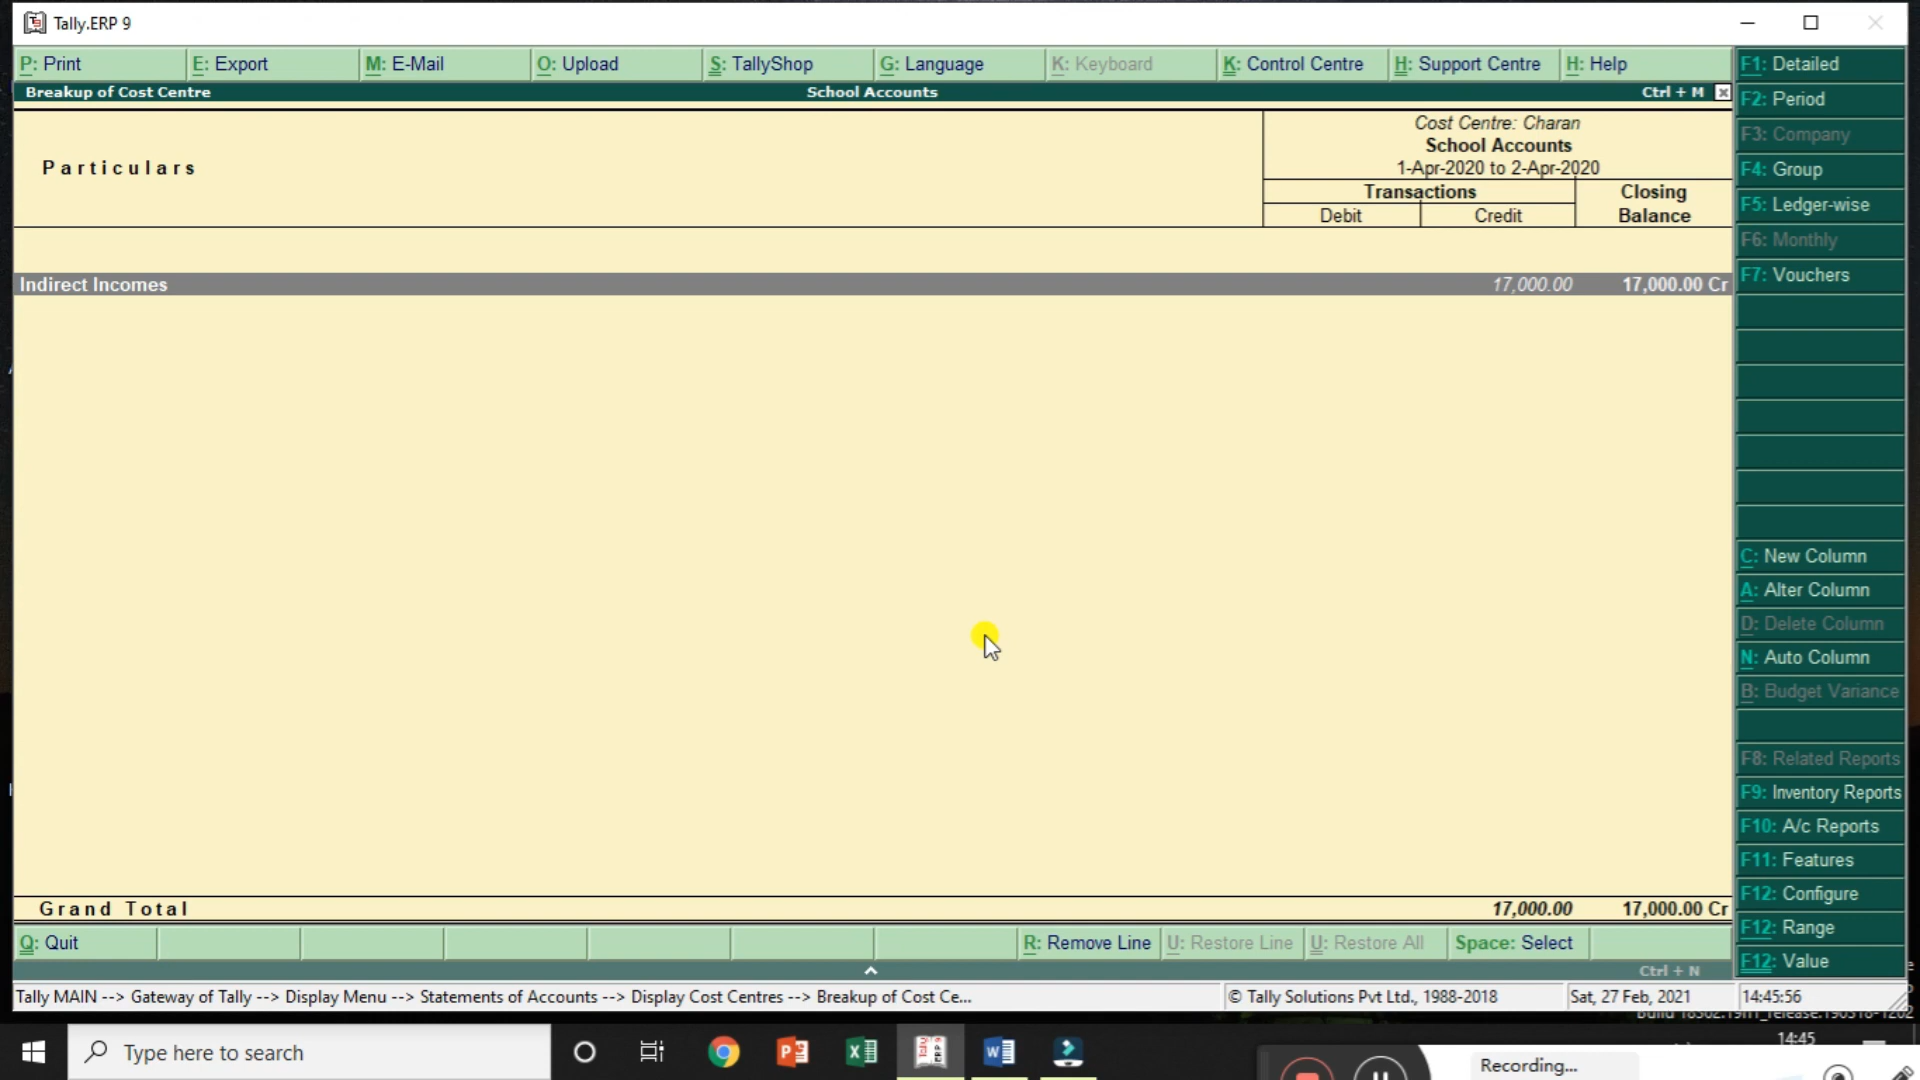 Tally.ERP 9
P: Print E: Export M: E-Mail O: Upload S: TallyShop G: Language K: Keyboard K: Control Centre H: Support Centre H: Help
Breakup of Cost Centre School Accounts Ctrl + M
Particulars
Cost Centre: Charan
School Accounts
1-Apr-2020 to 2-Apr-2020
Transactions Closing
Debit Credit Balance
Indirect Incomes 17,000.00 17,000.00 Cr
Grand Total 17,000.00 17,000.00 Cr
Q: Quit R: Remove Line U: Restore Line U: Restore All Space: Select
Ctrl + N
F1: Detailed
F2: Period
F3: Company
F4: Group
F5: Ledger-wise
F6: Monthly
F7: Vouchers
C: New Column
A: Alter Column
D: Delete Column
N: Auto Column
B: Budget Variance
F8: Related Reports
F9: Inventory Reports
F10: A/c Reports
F11: Features
F12: Configure
F12: Range
F12: Value
Tally MAIN --> Gateway of Tally --> Display Menu --> Statements of Accounts --> Display Cost Centres --> Breakup of Cost Ce... © Tally Solutions Pvt Ltd., 1988-2018 Sat, 27 Feb, 2021 14:45:56
Type here to search
14:45
Recording...